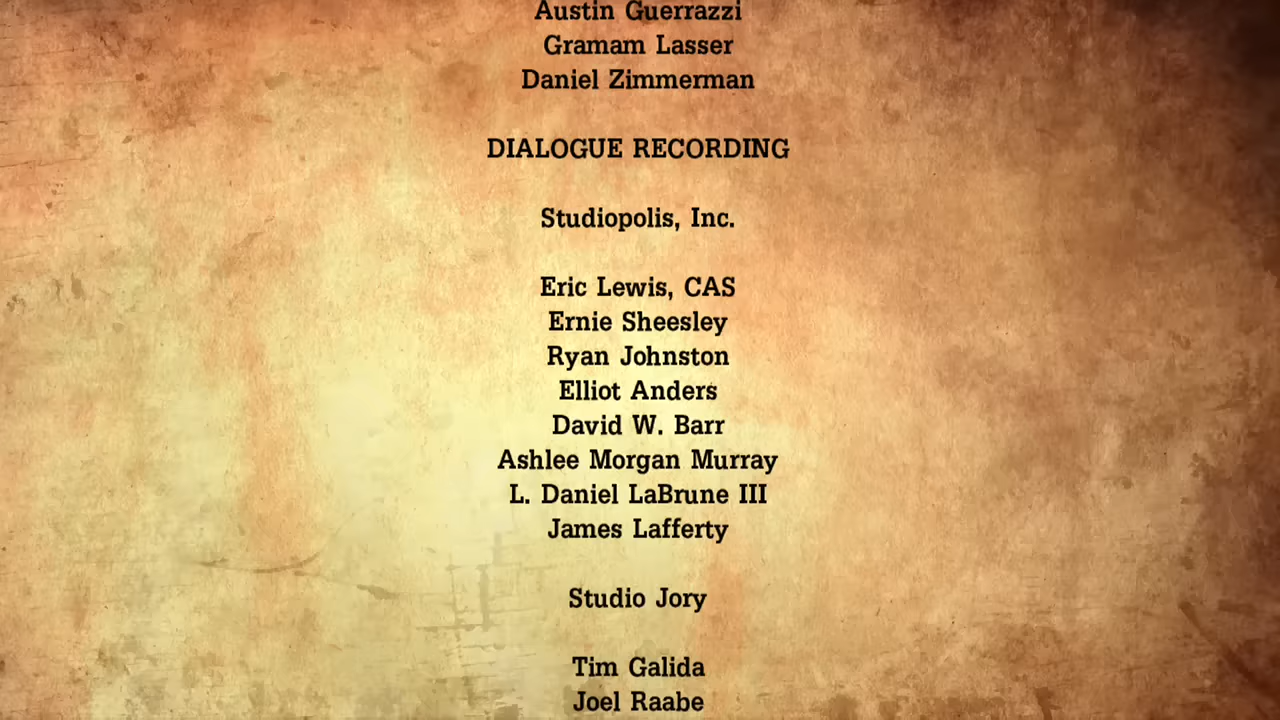 Austin Guerrazzi
Gramam Lasser
Daniel Zimmerman
DIALOGUE RECORDING
Studiopolis, Inc.
Eric Lewis, CAS
Ernie Sheesley
Ryan Johnston
Elliot Anders
David W. Barr
Ashlee Morgan Murray
L. Daniel LaBrune III
James Lafferty
Studio Jory
Tim Galida
Joel Raabe